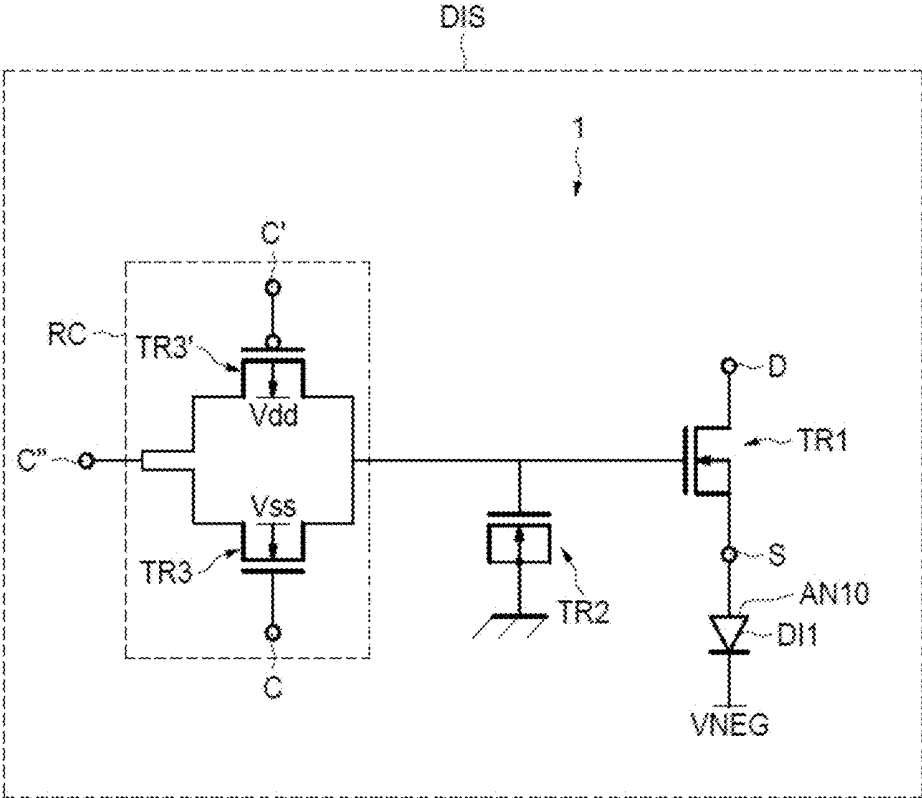 DIS
1
C'
RC
TR3'
Vdd
D
TR1
C"
Vss
TR3
S
TR2
AN10
DI1
C
VNEG